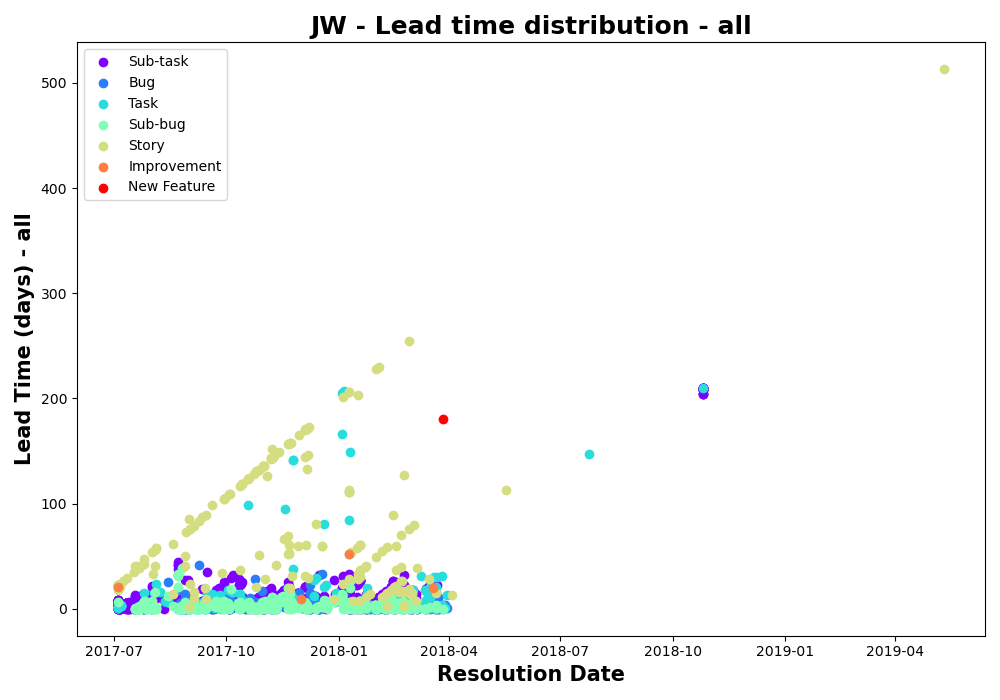 JW - Lead time distribution - all
Sub-task
Bug
Task
Sub-bug
Story
Improvement
New Feature
Lead Time (days) - all
500
400
300
200
100
0
2017-07
2017-10
2018-01
2018-04
2018-07
2018-10
2019-01
2019-04
Resolution Date